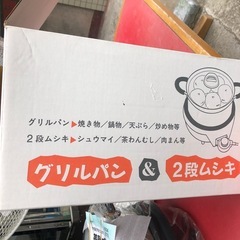 グリルパン▶焼き物/鍋物/天ぷら/炒め物等
2段ムシキ▶シュウマイ/茶わんむし/肉まん等
グリルパン & 2段ムシキ